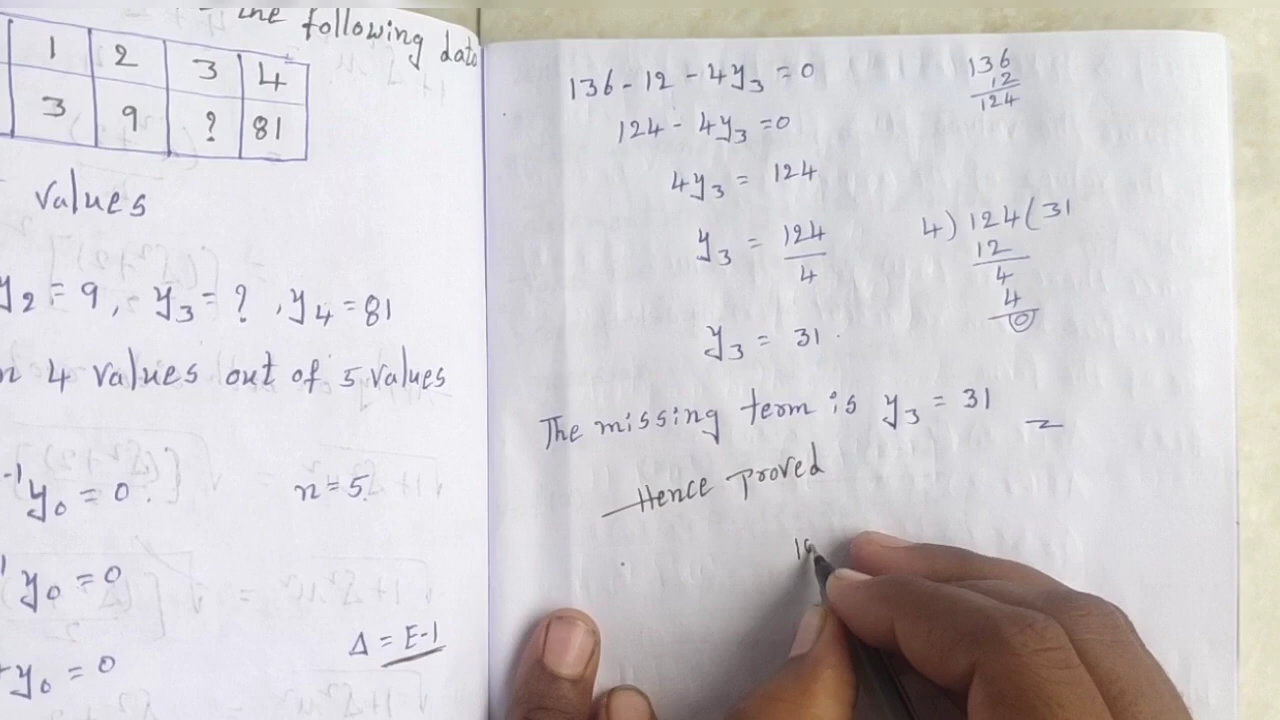 the following data
1 2 3 4
3 9 ? 81
values
y₂ = 9, y₃ = ?, y₄ = 81
4 values out of 5 values
⁻¹y₀ = 0. n = 5.
y₀ = 0
Δ = E-1
y₀ = 0
136 - 12 - 4y₃ = 0
124 - 4y₃ = 0
4y₃ = 124
y₃ = 124/4
y₃ = 31.
The missing term is y₃ = 31
Hence proved
136
12
124
4) 124 ( 31
12
4
4
0